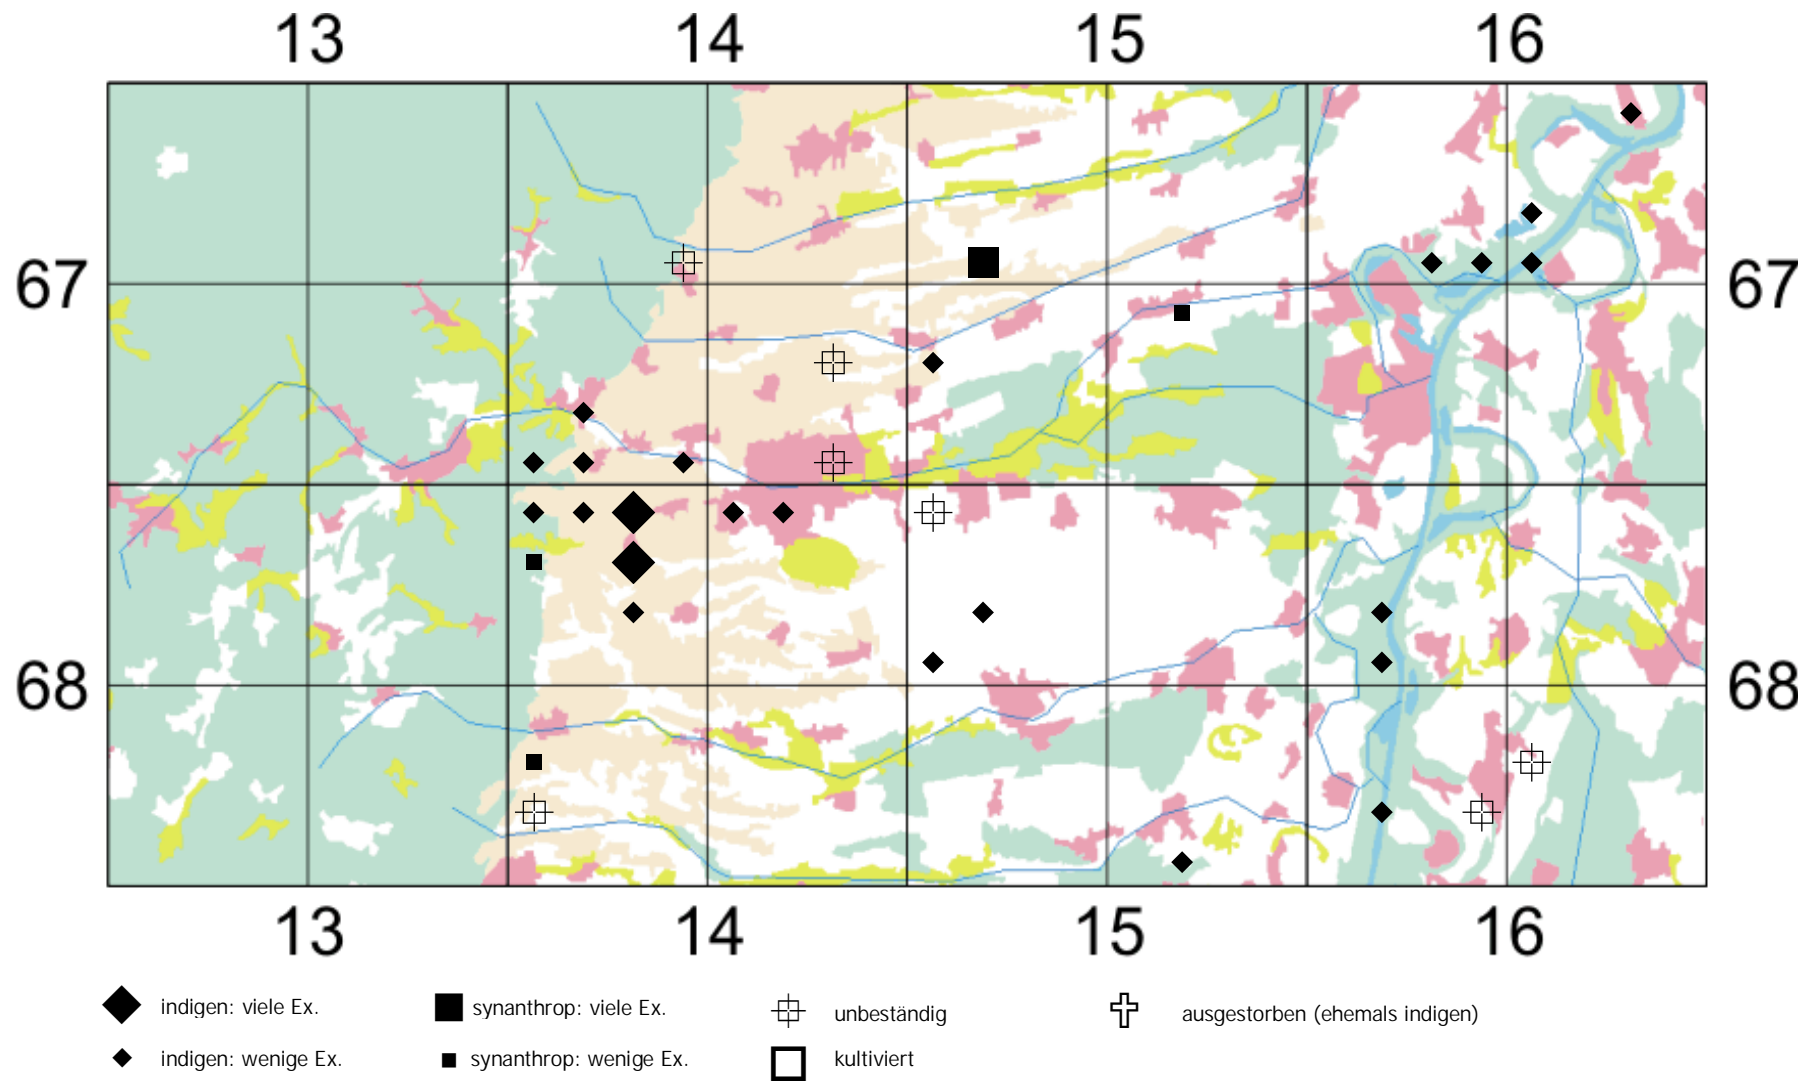 13 14 15 16
67 67
68 68
13 14 15 16
indigen: viele Ex. synanthrop: viele Ex. unbeständig ausgestorben (ehemals indigen)
indigen: wenige Ex. synanthrop: wenige Ex. kultiviert